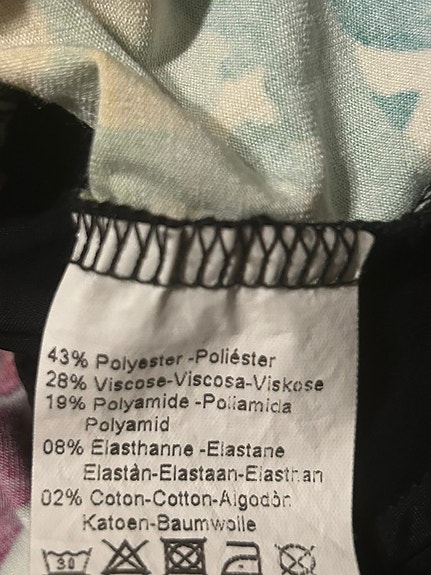 43% Polyester -Poliéster
28% Viscose-Viscosa-Viskose
19% Polyamide -Poliamida
Polyamid
08% Elasthanne -Elastane
Elastàn-Elastaan-Elasthan
02% Coton-Cotton-Algodòn
Katoen-Baumwolle
30